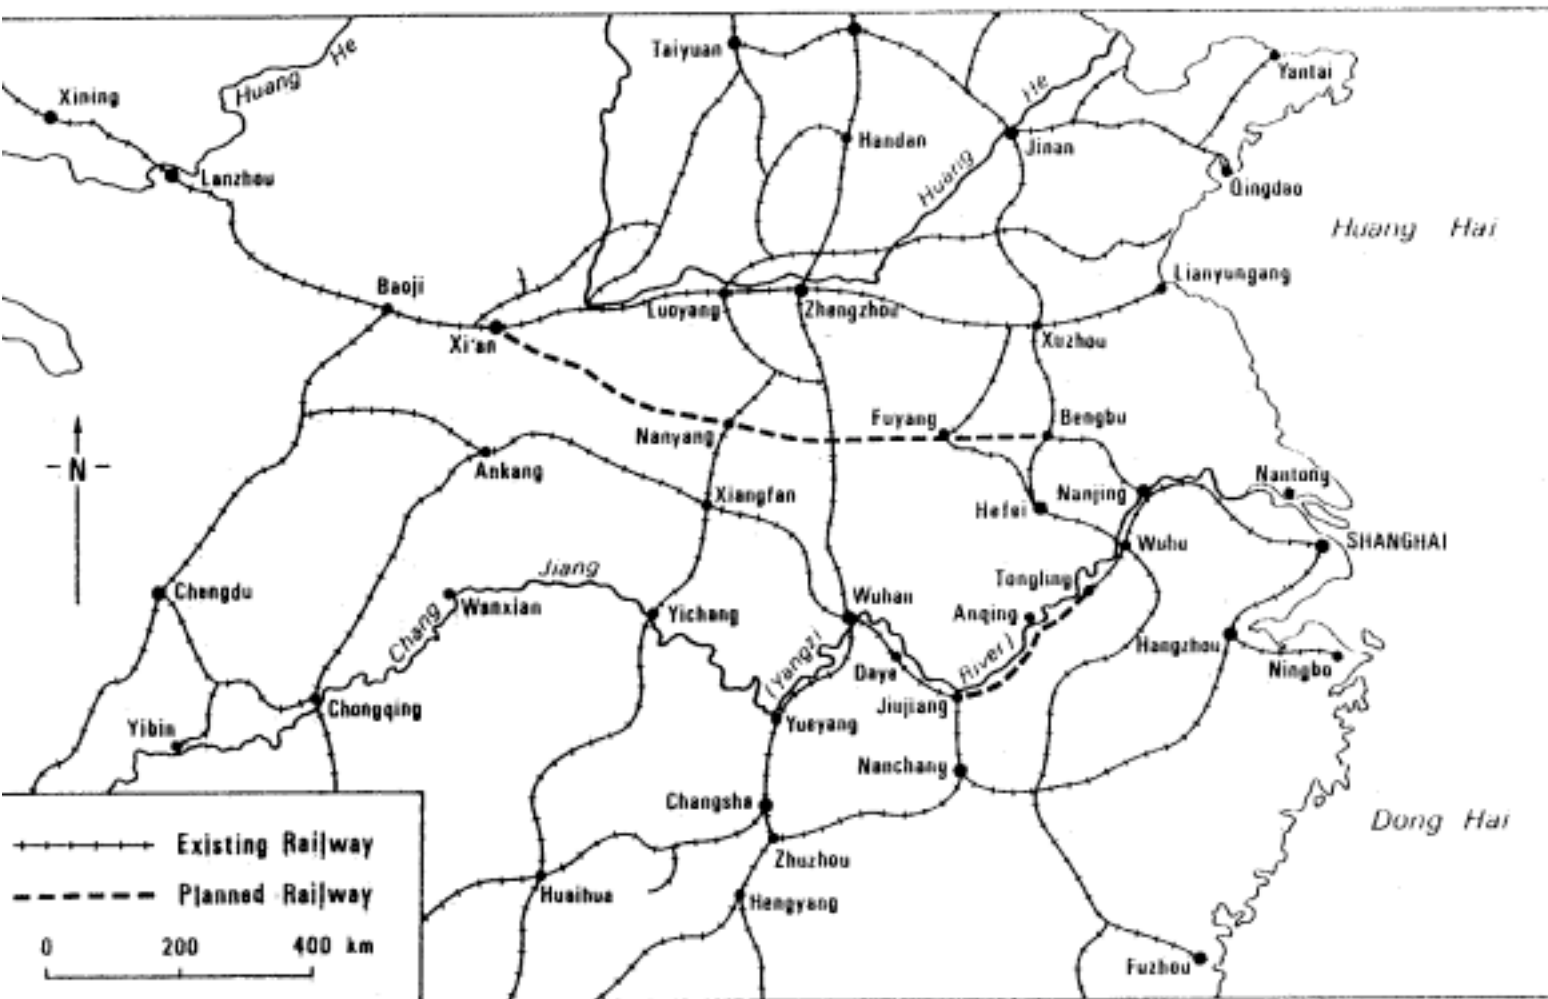 Taiyuan
He
Huang
Yantai
Xining
He
Handan
Jinan
Lanzhou
Huang
Qingdao
Huang Hai
Lianyungang
Baoji
Luoyang
Zhengzhou
Xi'an
Xuzhou
Fuyang
Bengbu
Nanyang
N
Ankang
Nantong
Xiangfan
Nanjing
Hefei
SHANGHAI
Wuhu
Jiang
Tongling
Chengdu
Wuhan
Wanxian
Yichang
Anqing
Chang
(Yangzi
River)
Hangzhou
Daye
Ningbo
Chongqing
Jiujiang
Yibin
Yueyang
Nanchang
Changsha
Dong Hai
Existing Railway
Zhuzhou
Planned Railway
Huaihua
Hengyang
0 200 400 km
Fuzhou